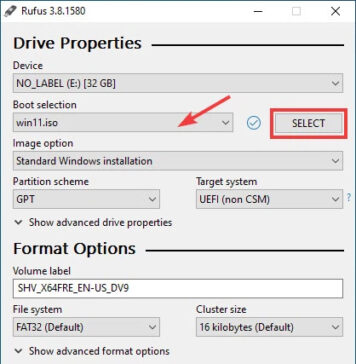 Rufus 3.8.1580
Drive Properties
Device
NO_LABEL (E:) [32 GB]
Boot selection
win11.iso
SELECT
Image option
Standard Windows installation
Partition scheme
Target system
GPT
UEFI (non CSM)
?
Show advanced drive properties
Format Options
Volume label
SHV_X64FRE_EN-US_DV9
File system
Cluster size
FAT32 (Default)
16 kilobytes (Default)
Show advanced format options